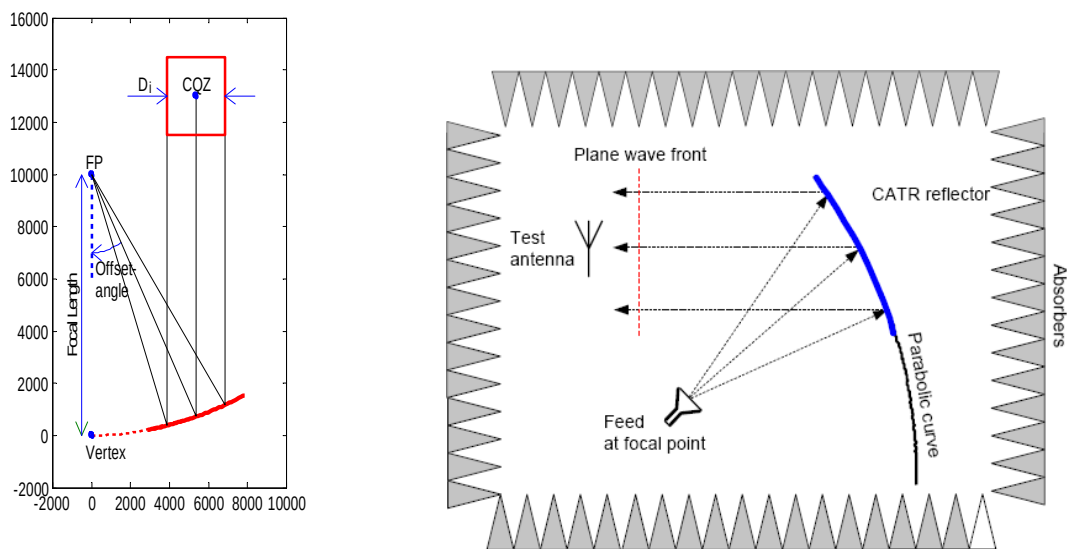 16000
14000
12000
10000
8000
6000
4000
2000
0
-2000
-2000 0 2000 4000 6000 8000 10000
Di
CQZ
FP
Offset-
angle
Focal Length
Vertex
Plane wave front
CATR reflector
Test
antenna
Feed
at focal point
Parabolic curve
Absorbers